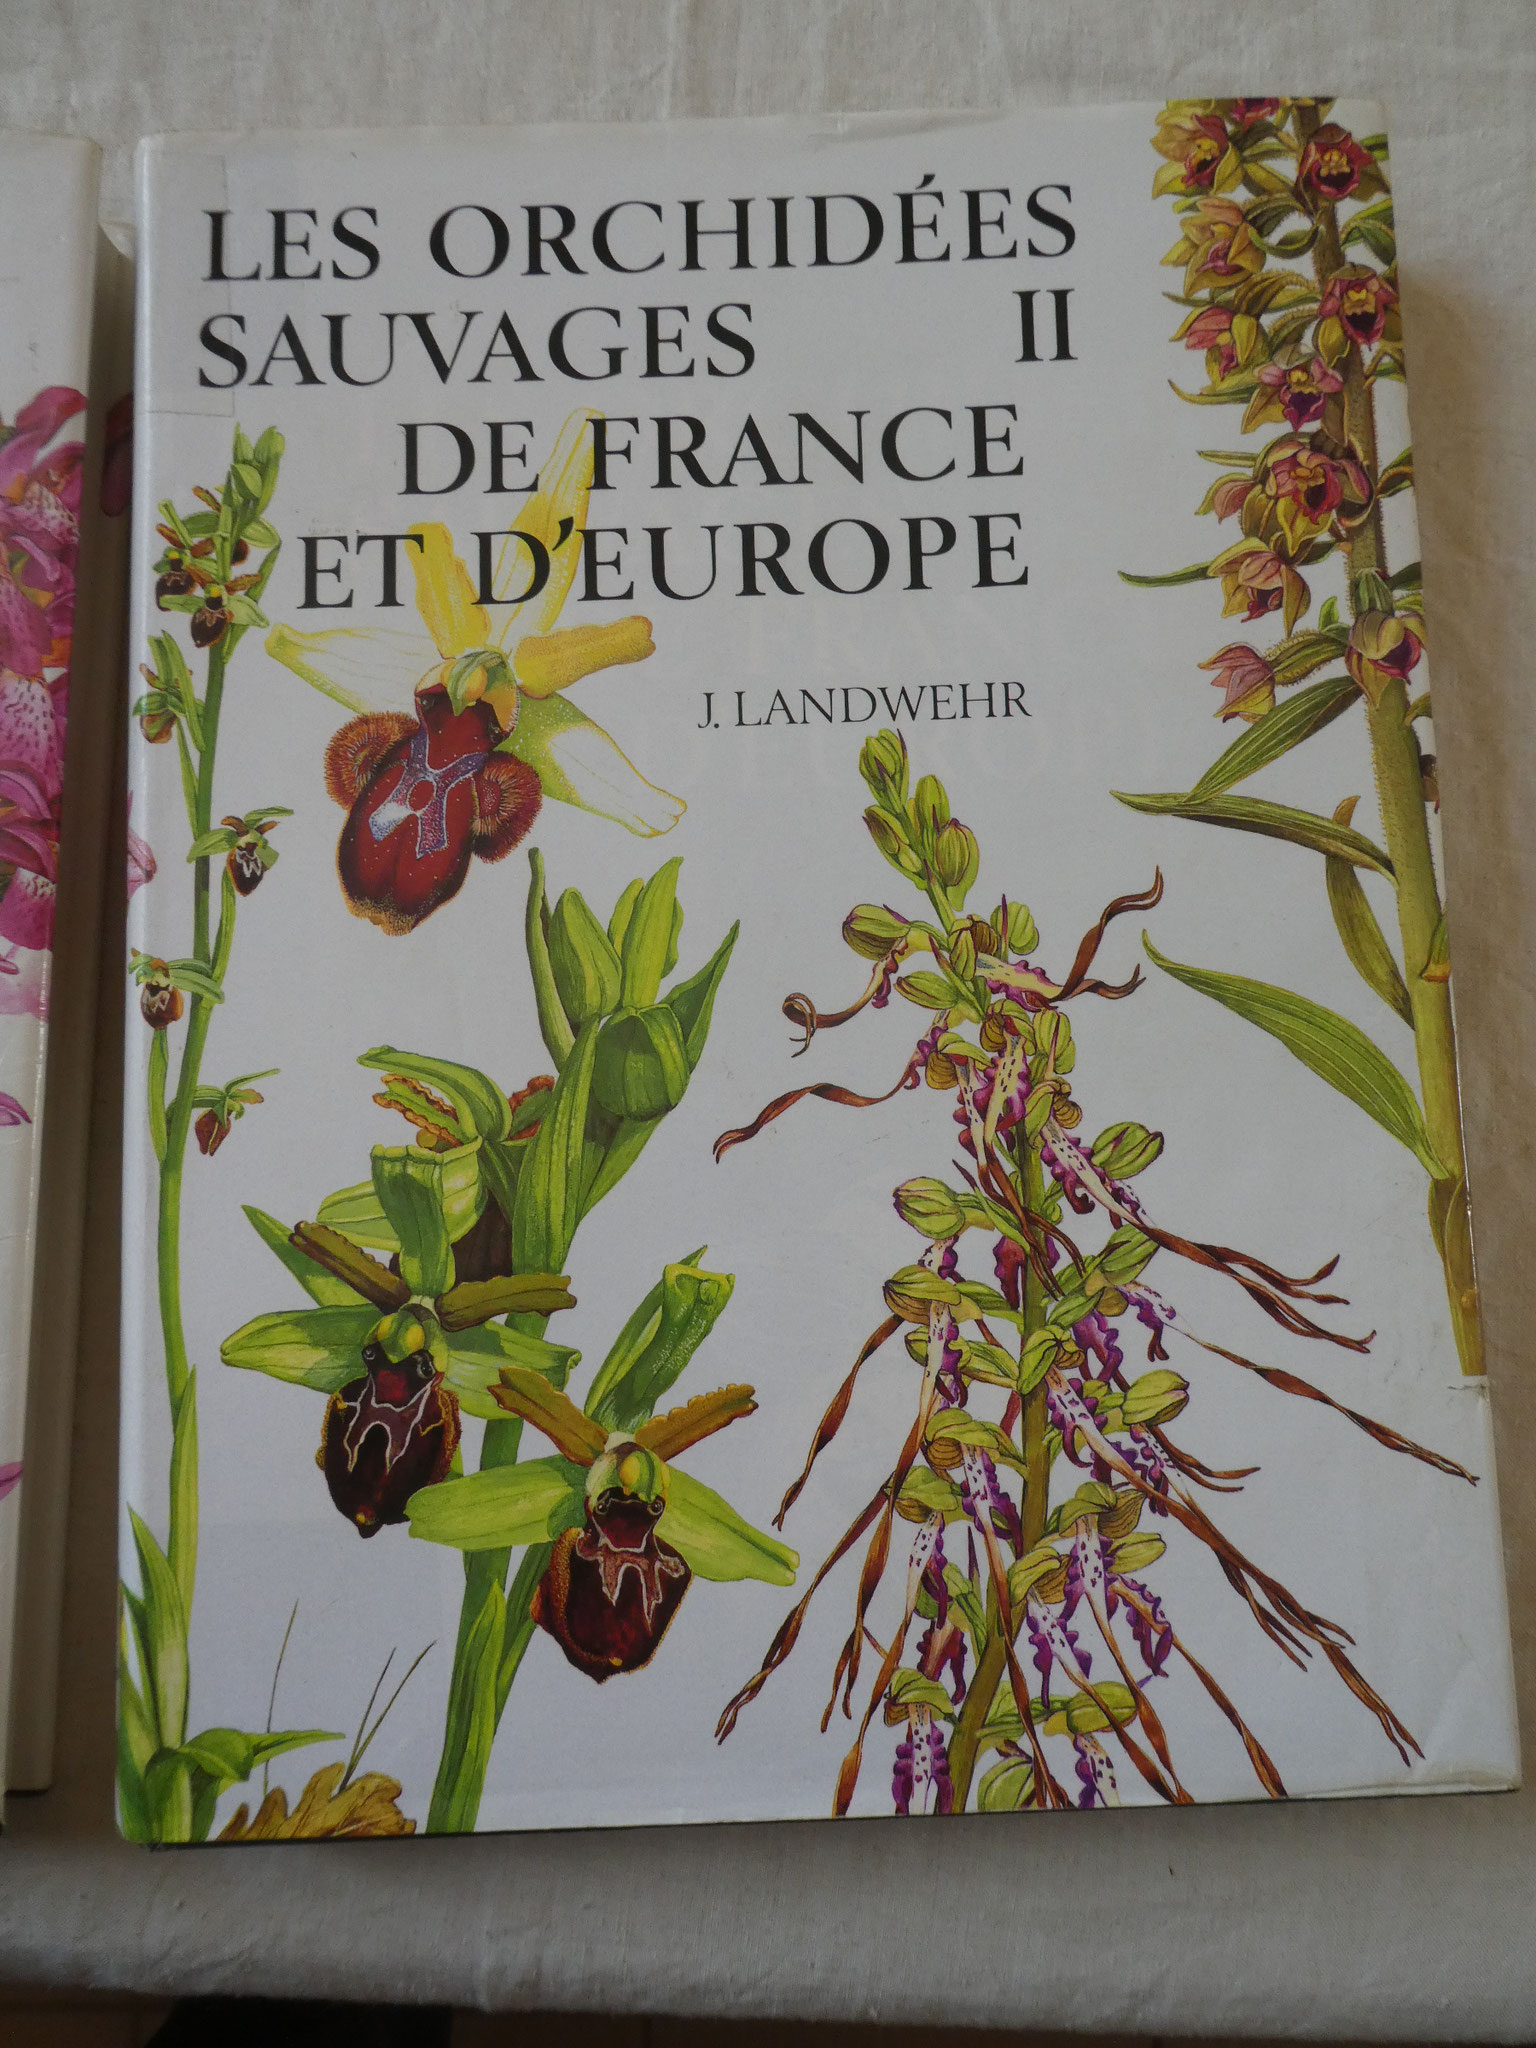 LES ORCHIDÉES
SAUVAGES II
DE FRANCE
ET D'EUROPE
J. LANDWEHR